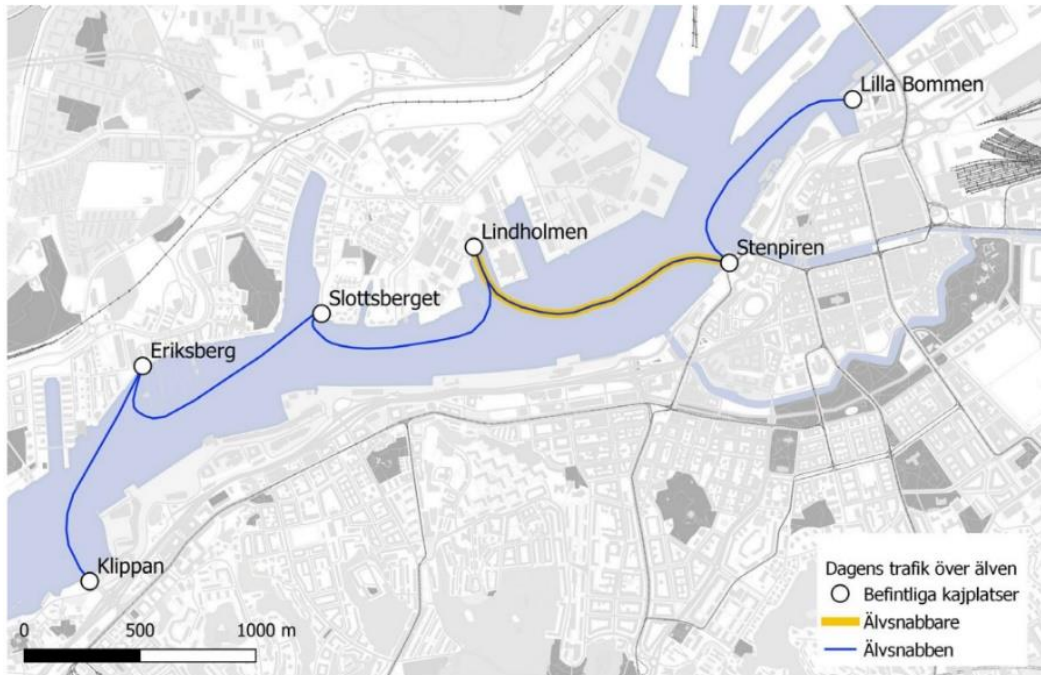 Lilla Bommen
Lindholmen
Stenpiren
Slottsberget
Eriksberg
Klippan
0 500 1000 m
Dagens trafik över älven
Befintliga kajplatser
Älvsnabbare
Älvsnabben